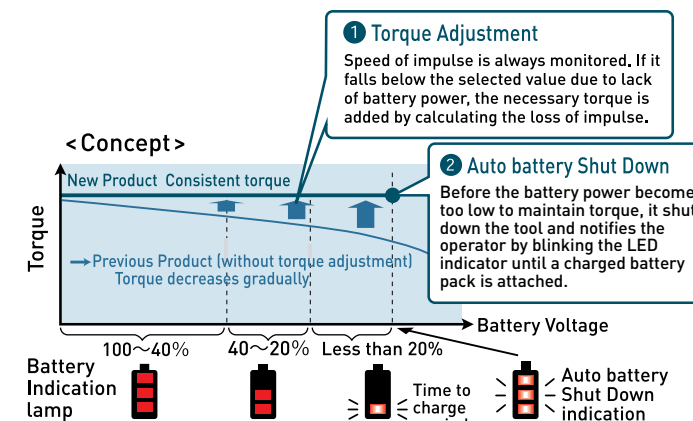 1 Torque Adjustment
Speed of impulse is always monitored. If it
falls below the selected value due to lack
of battery power, the necessary torque is
added by calculating the loss of impulse.
<Concept>
2 Auto battery Shut Down
Before the battery power become
too low to maintain torque, it shut
down the tool and notifies the
operator by blinking the LED
indicator until a charged battery
pack is attached.
New Product Consistent torque
Torque
→Previous Product (without torque adjustment)
Torque decreases gradually
Battery Voltage
100~40%
40~20%
Less than 20%
Battery
Indication
lamp
Time to
charge
Auto battery
Shut Down
indication